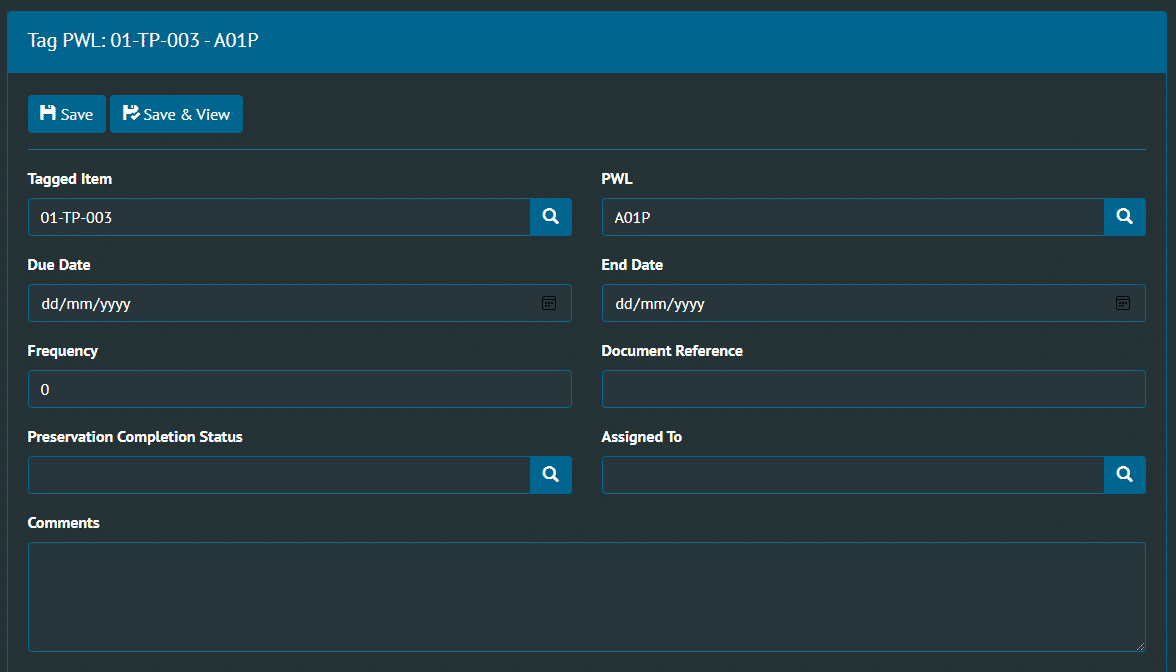 Tag PWL: 01-TP-003 - A01P
Save Save & View
Tagged Item PWL
01-TP-003 A01P
Due Date End Date
dd/mm/yyyy dd/mm/yyyy
Frequency Document Reference
0
Preservation Completion Status Assigned To
Comments